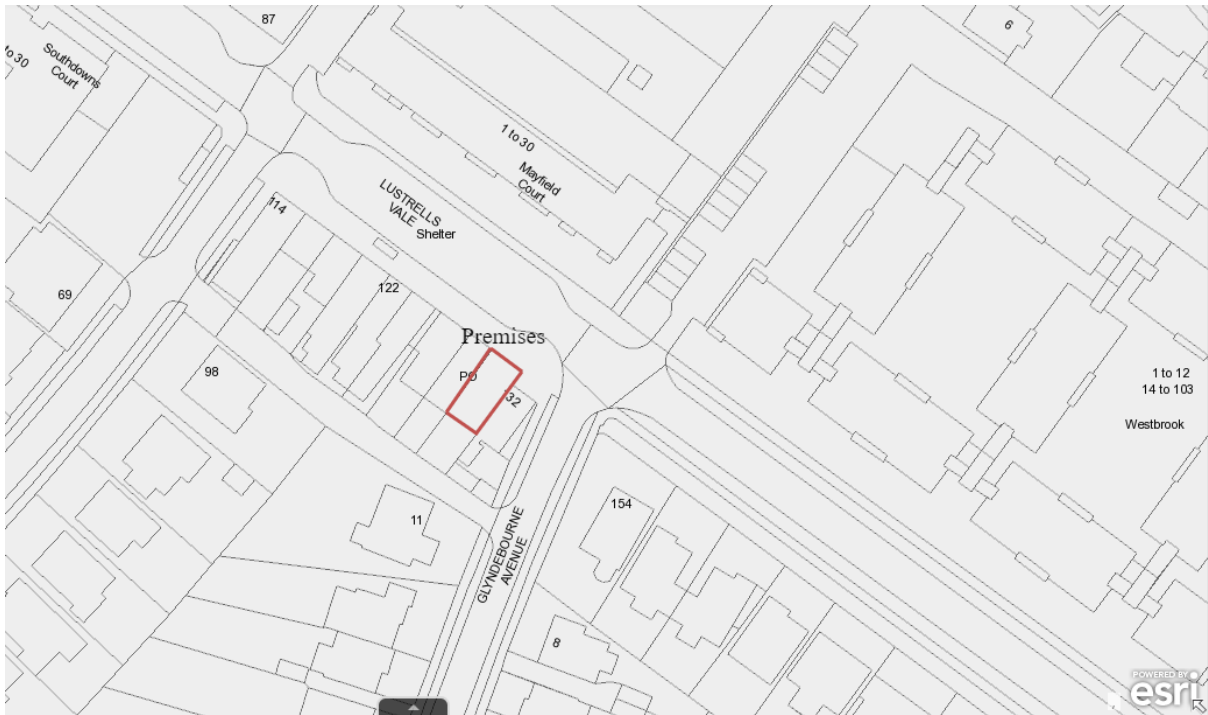 87
6
to 30
Southdowns
Court
1 to 30
Mayfield
Court
114
LUSTRELLS
VALE
Shelter
69
122
Premises
PO
132
98
1 to 12
14 to 103
Westbrook
154
11
GLYNDEBOURNE
AVENUE
8
POWERED BY
esri